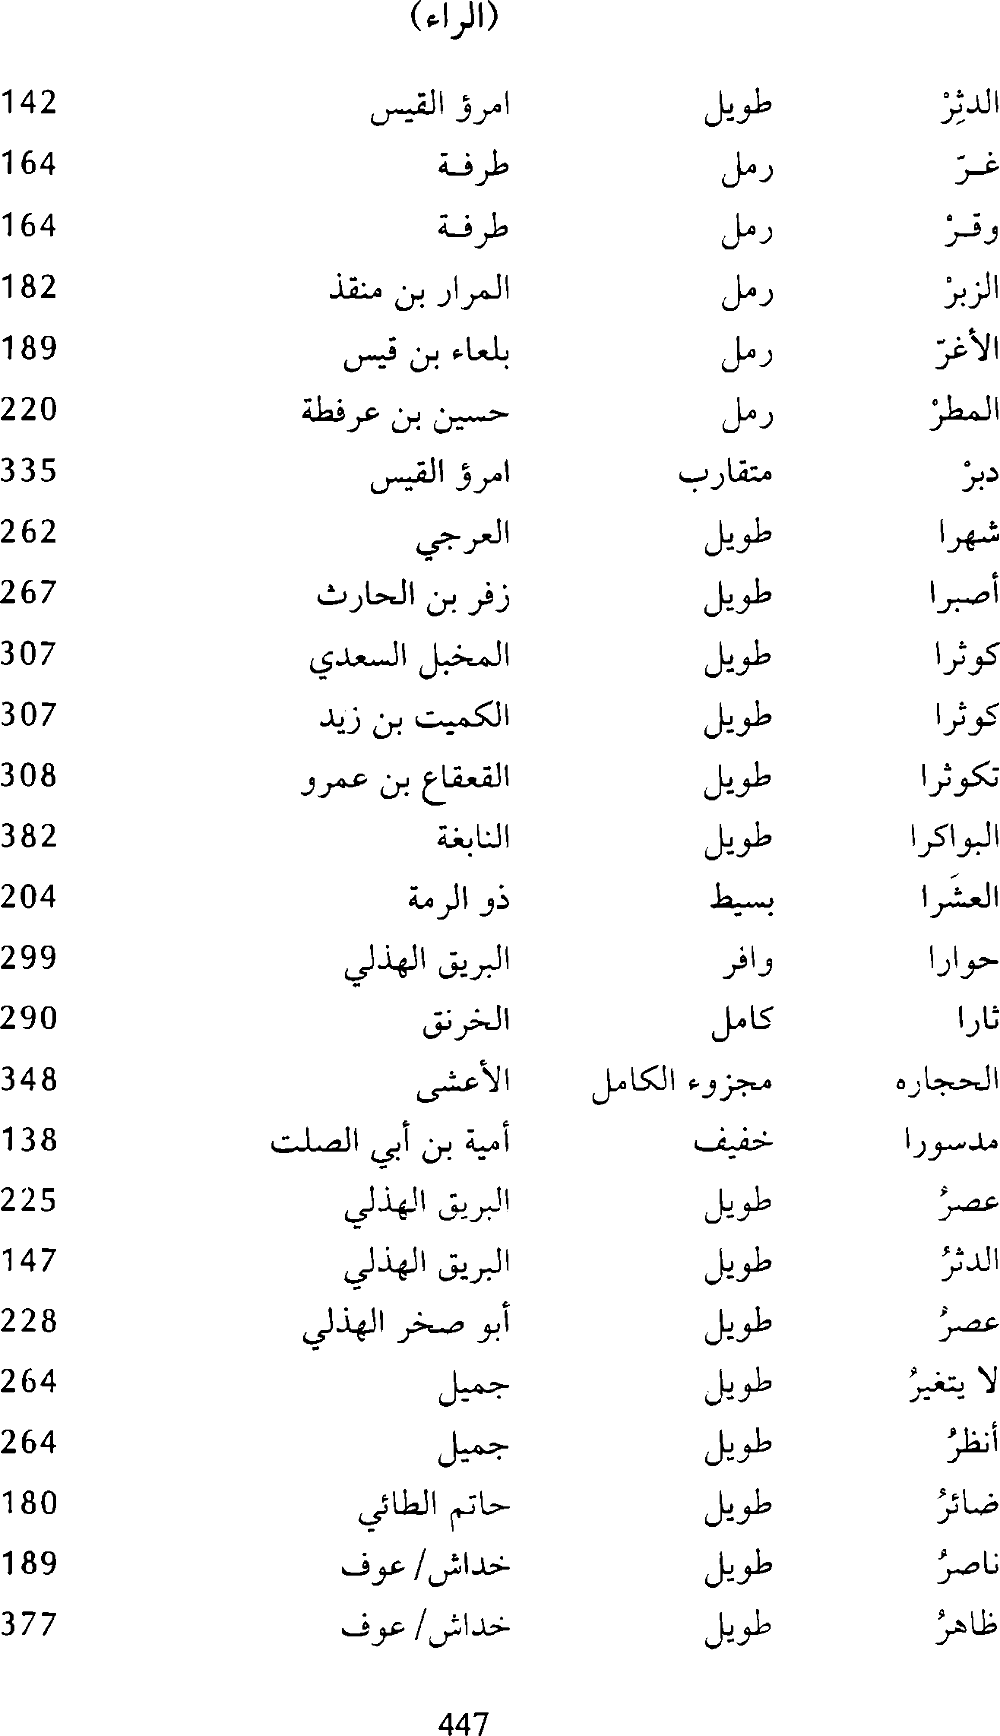 (الراء)
الدثِرْ طويل امرؤ القيس 142
غـرّ رمل طرفـة 164
وقـرْ رمل طرفـة 164
الزبرْ رمل المرار بن منقذ 182
الأغرّ رمل بلعاء بن قيس 189
المطرْ رمل حسين بن عرفطة 220
دبرْ متقارب امرؤ القيس 335
شهرا طويل العرجي 262
أصبرا طويل زفر بن الحارث 267
كوثرا طويل المخبل السعدي 307
كوثرا طويل الكميت بن زيد 307
تكوثرا طويل القعقاع بن عمرو 308
البواكرا طويل النابغة 382
العشَرا بسيط ذو الرمة 204
حوارا وافر البريق الهذلي 299
ثارا كامل الخرنق 290
الحجاره مجزوء الكامل الأعشى 348
مدسورا خفيف أمية بن أبي الصلت 138
عصرُ طويل البريق الهذلي 225
الدثرُ طويل البريق الهذلي 147
عصرُ طويل أبو صخر الهذلي 228
لا يتغيرُ طويل جميل 264
أنظرُ طويل جميل 264
ضائرُ طويل حاتم الطائي 180
ناصرُ طويل خداش/ عوف 189
ظاهرُ طويل خداش/ عوف 377
447